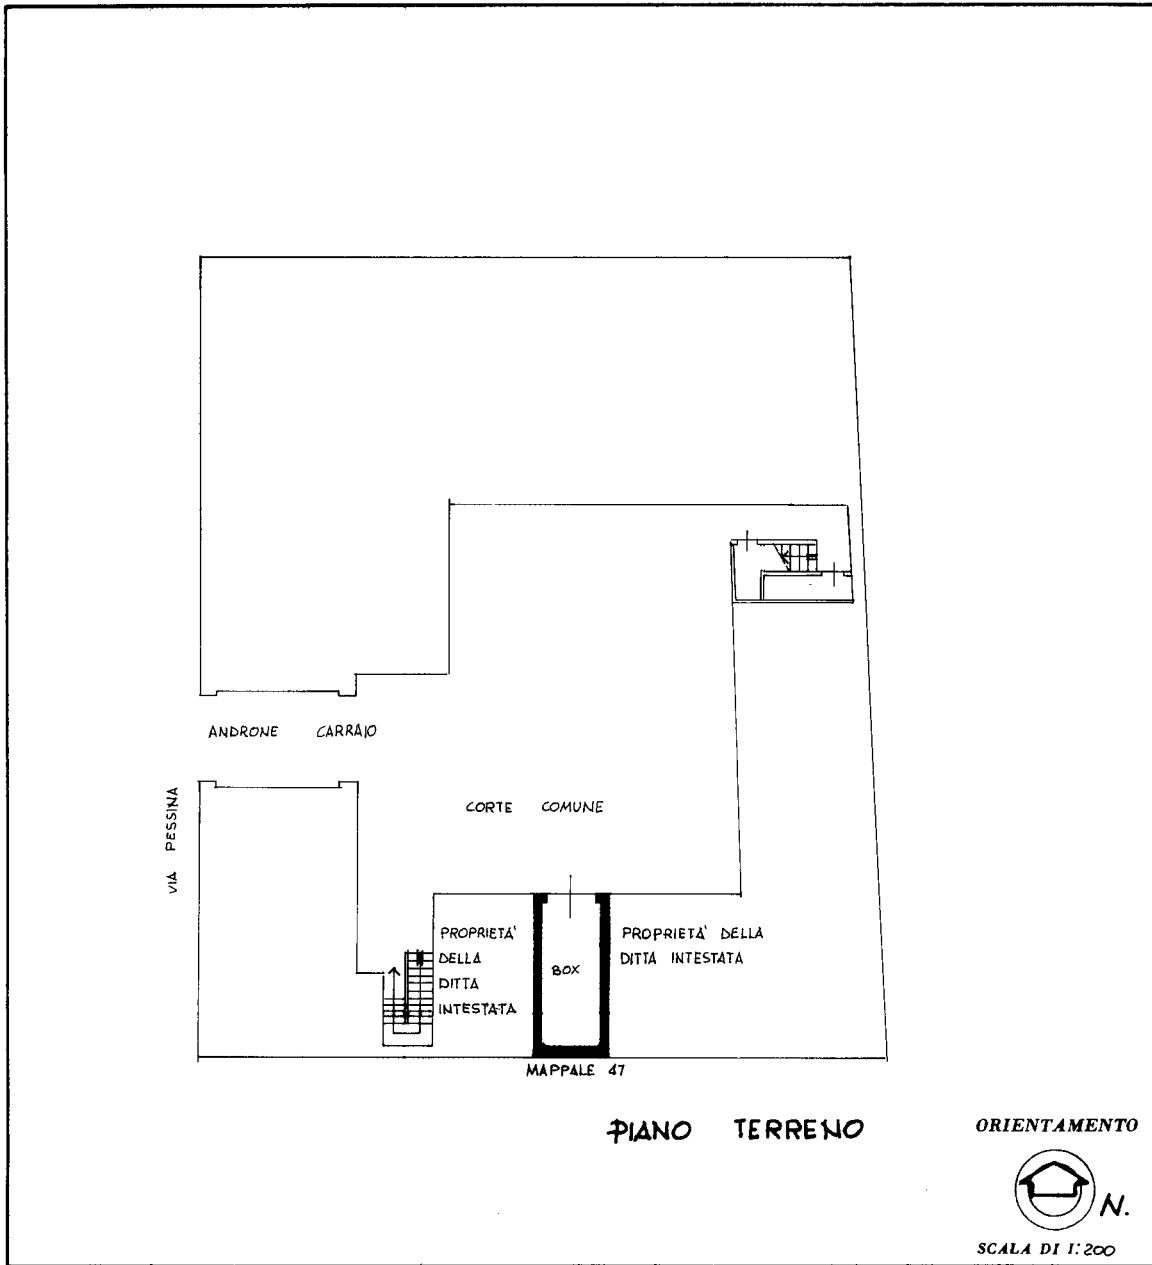 ANDRONE CARRAIO
VIA PESSINA
CORTE COMUNE
PROPRIETA'
DELLA
DITTA
INTESTATA
BOX
PROPRIETA' DELLA
DITTA INTESTATA
MAPPALE 47
PIANO TERRENO
ORIENTAMENTO
N.
SCALA DI 1:200